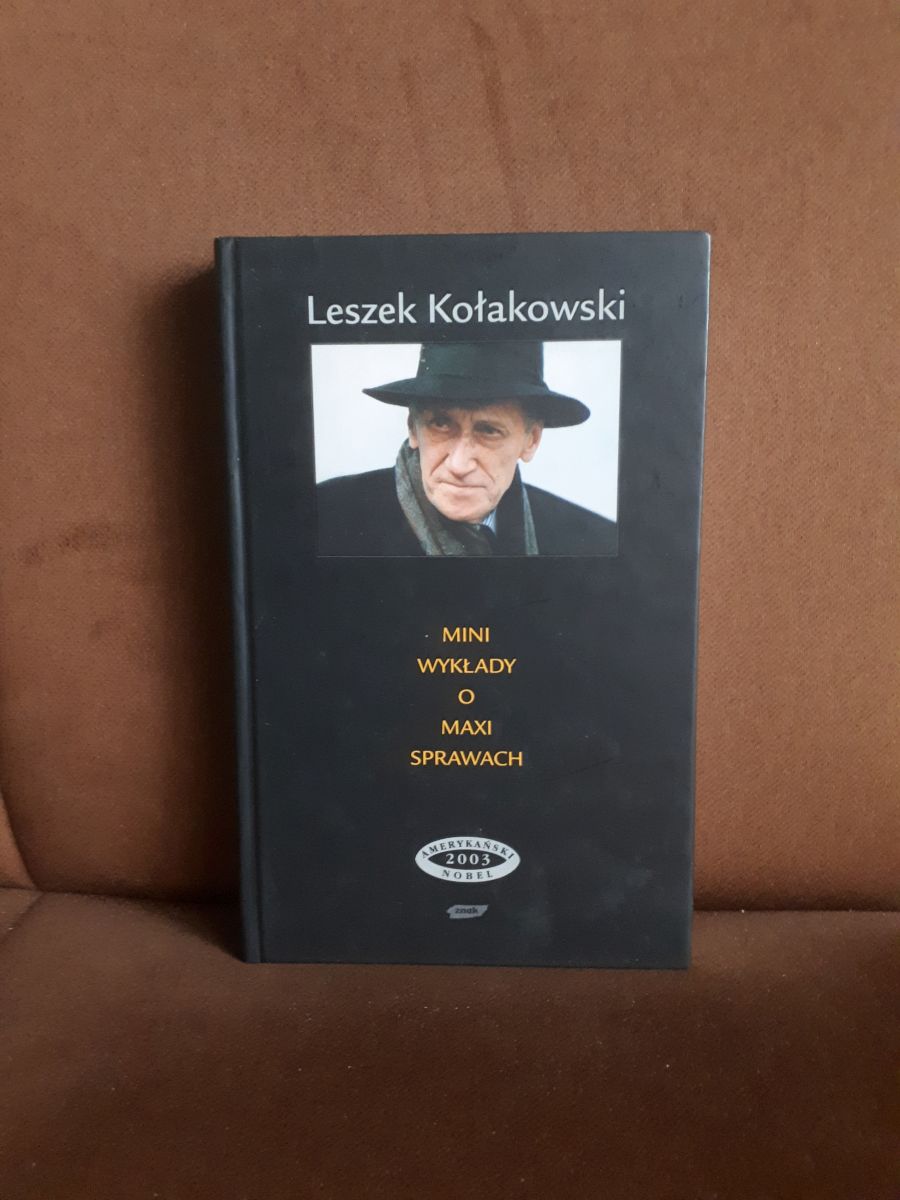 Leszek Kołakowski
MINI
WYKŁADY
O
MAXI
SPRAWACH
AMERYKAŃSKI
2003
NOBEL
znak